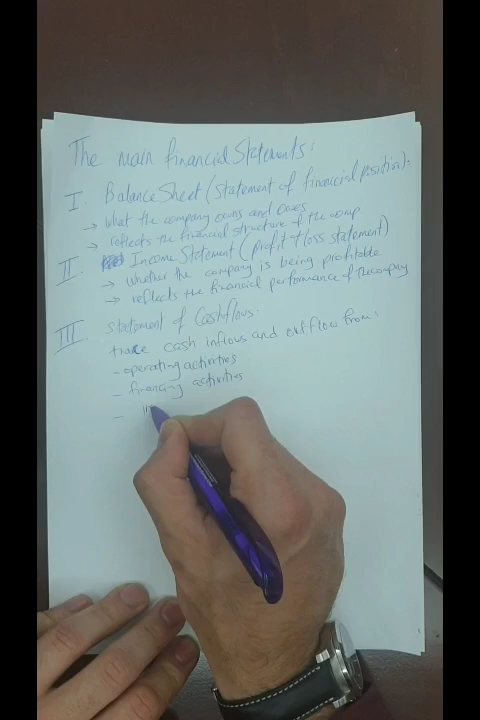 The main financial Statements:
I. Balance Sheet (Statement of financial position):
→ What the company owns and owes
→ reflects the financial structure of the comp
II. Income Statement (profit + loss statement)
→ whether the company is being profitable
→ reflects the financial performance of the company
III Statement of Cashflows.
trace cash inflows and outflow from:
- operating activities
- financing activities
-